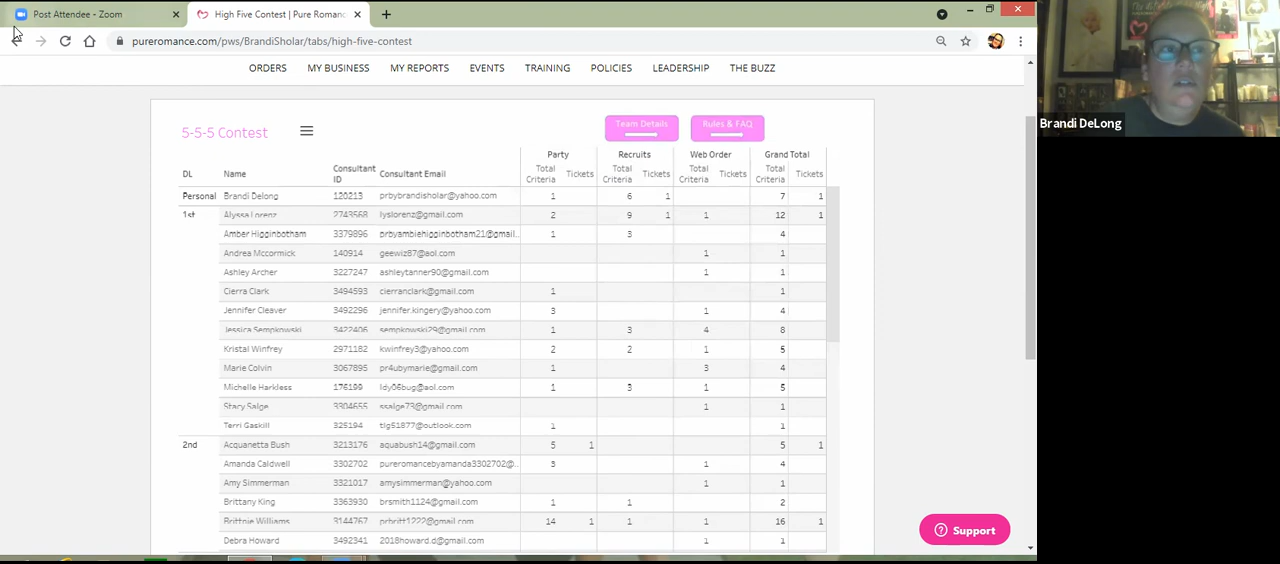 Post Attendee - Zoom
High Five Contest | Pure Romanc
pureromance.com/pws/BrandiSholar/tabs/high-five-contest
ORDERS MY BUSINESS MY REPORTS EVENTS TRAINING POLICIES LEADERSHIP THE BUZZ
Brandi DeLong
5-5-5 Contest Team Details Rules & FAQ
Party Recruits Web Order Grand Total
DL Name Consultant ID Consultant Email Total Criteria Tickets Total Criteria Tickets Total Criteria Tickets Total Criteria Tickets
Personal Brandi Delong 120213 prbybrandisholar@yahoo.com 1 6 1 7 1
1st Alyssa Lorenz 2743568 lyslorenz@gmail.com 2 9 1 1 12 1
Amber Higginbotham 3379896 prbyambiehigginbotham21@gmail... 1 3 4
Andrea Mccormick 140914 geewiz87@aol.com 1 1
Ashley Archer 3227247 ashleytanner90@gmail.com 1 1
Cierra Clark 3494593 cierranclark@gmail.com 1 1
Jennifer Cleaver 3492296 jennifer.kingery@yahoo.com 3 1 4
Jessica Sempkowski 3422406 sempkowski29@gmail.com 1 3 4 8
Kristal Winfrey 2971182 kwinfrey3@yahoo.com 2 2 1 5
Marie Colvin 3067895 pr4ubymarie@gmail.com 1 3 4
Michelle Harkless 176199 ldy06bug@aol.com 1 3 1 5
Stacy Salge 3304655 ssalge73@gmail.com 1 1
Terri Gaskill 325194 tlg51877@outlook.com 1 1
2nd Acquanetta Bush 3213176 aquabush14@gmail.com 5 1 5 1
Amanda Caldwell 3302702 pureromancebyamanda3302702@.. 3 1 4
Amy Simmerman 3321017 amysimmerman@yahoo.com 1 1
Brittany King 3363930 brsmith1124@gmail.com 1 1 2
Brittnie Williams 3144767 prbritt1222@gmail.com 14 1 1 1 16 1
Debra Howard 3492341 2018howard.d@gmail.com 1 1
Support